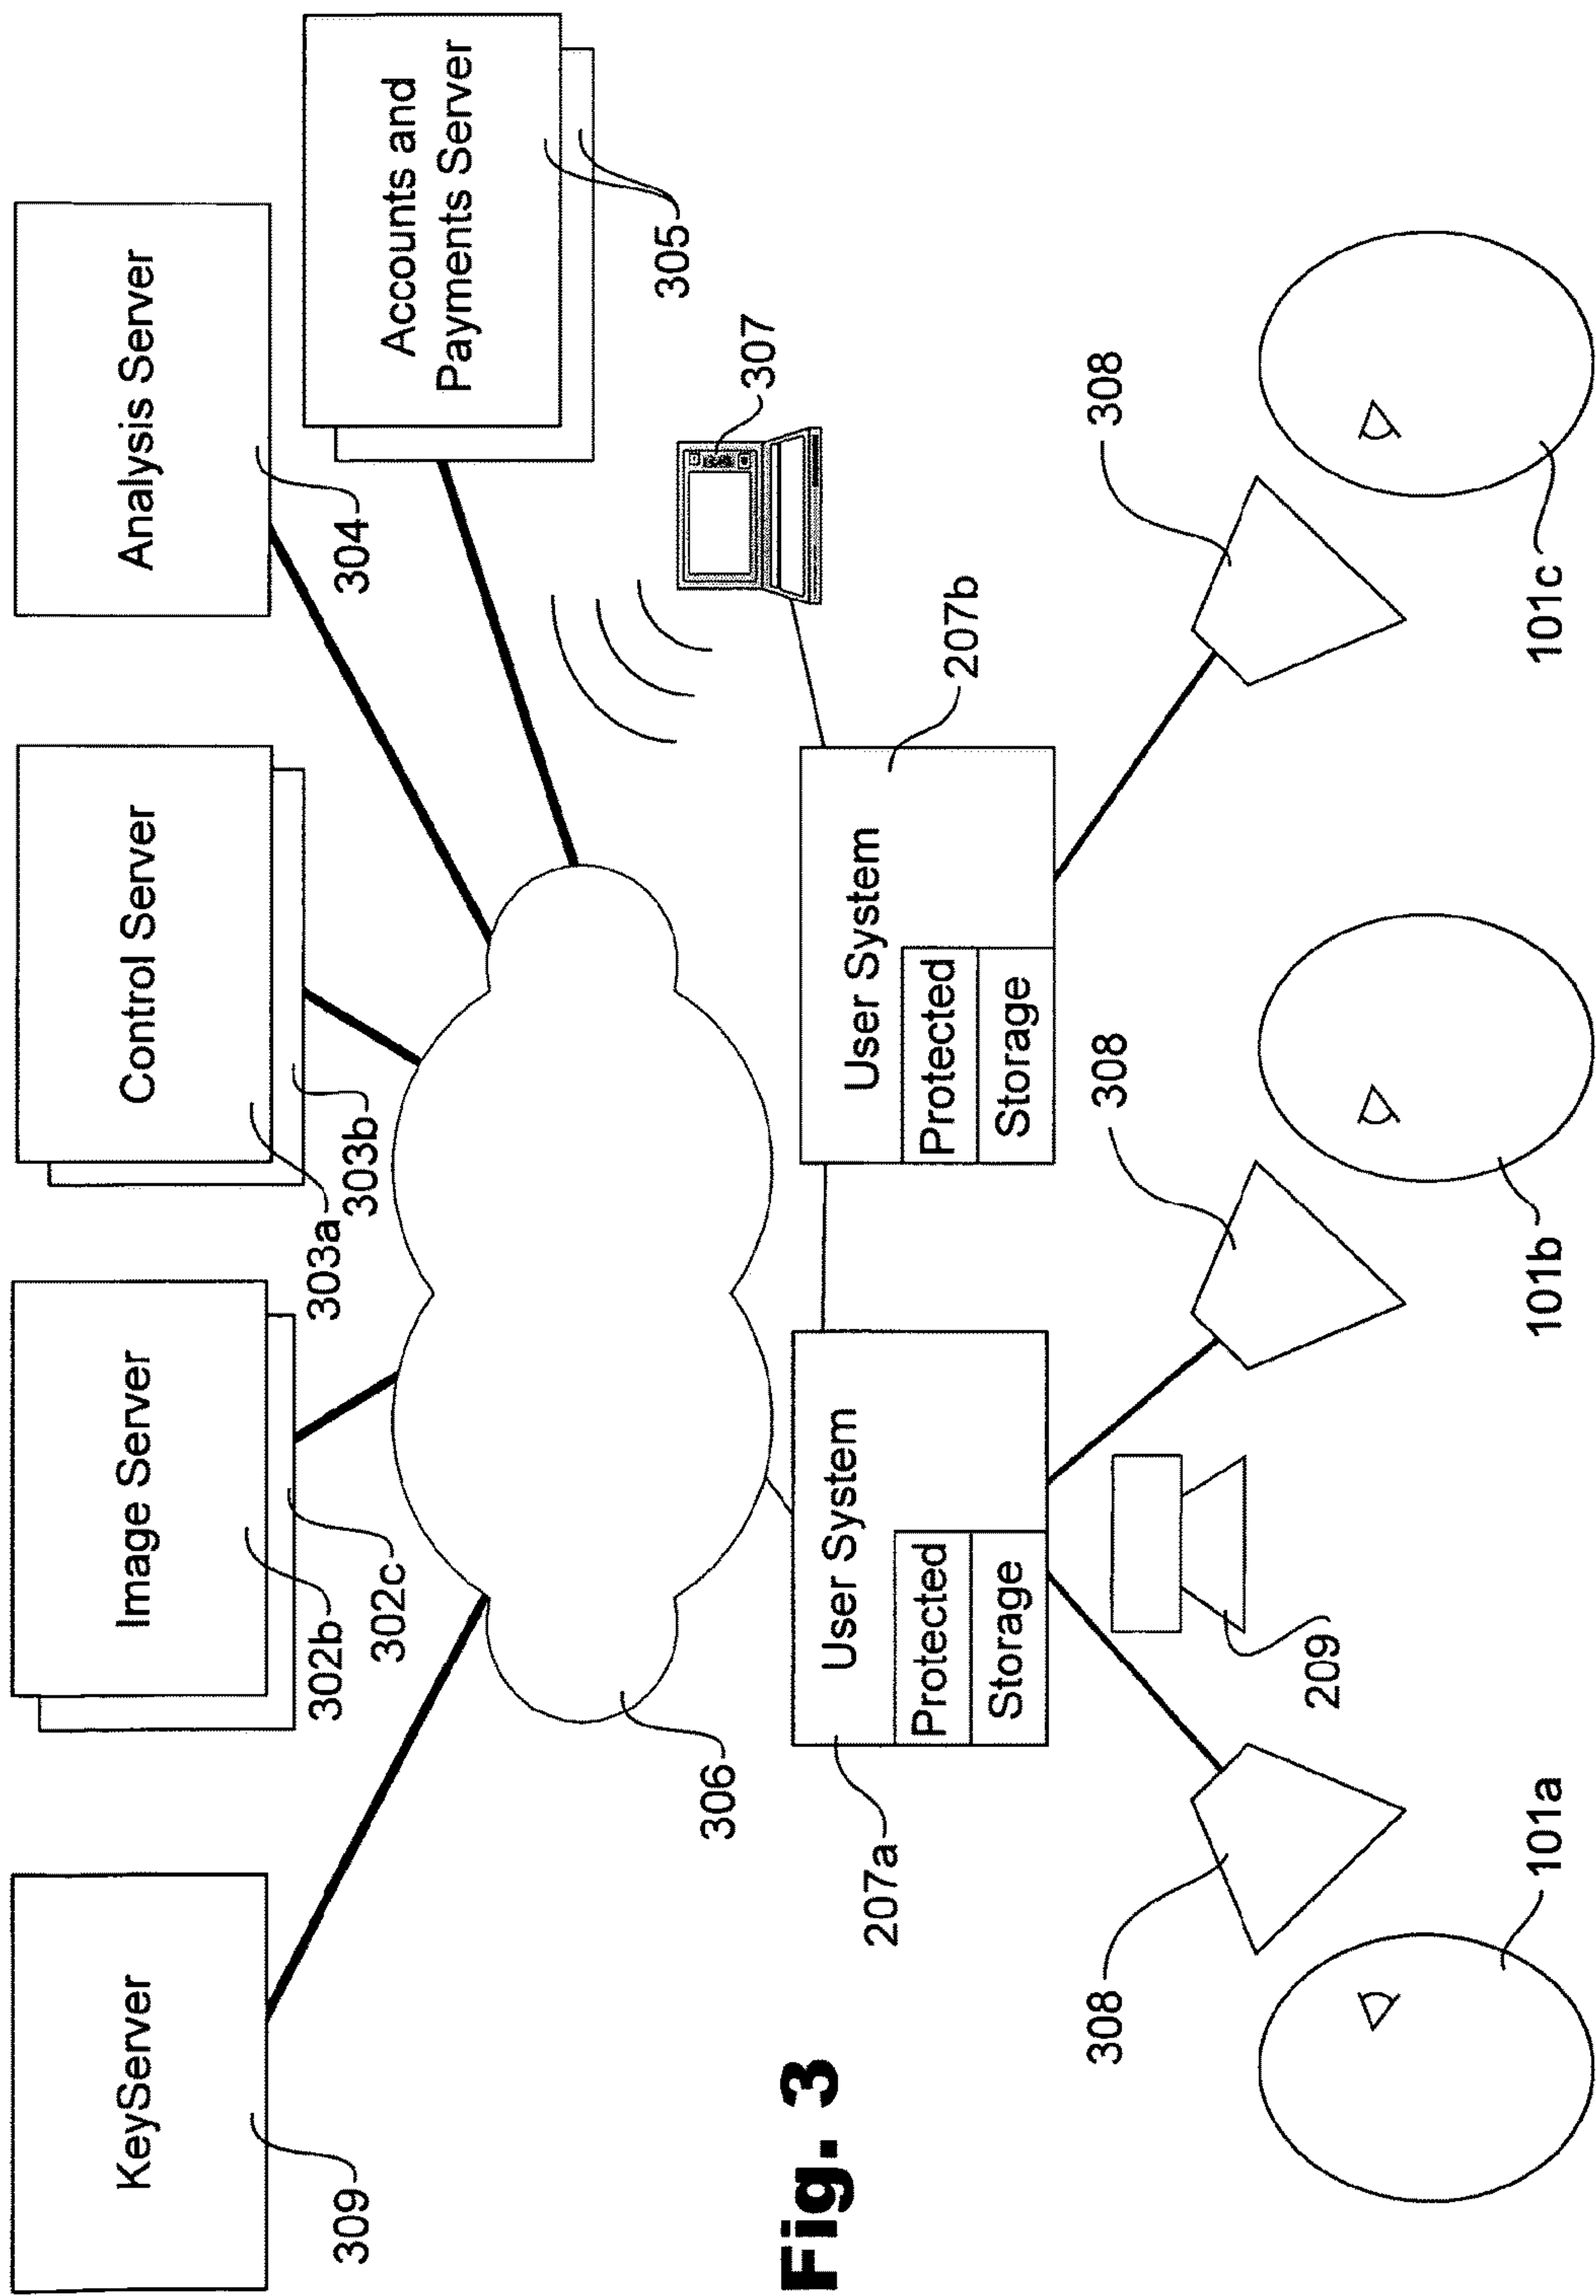 KeyServer
Image Server
Control Server
Analysis Server
309
302b
302c
303a
303b
304
Accounts and
Payments Server
305
306
307
207a
User System
Protected
Storage
User System
Protected
Storage
207b
308
209
308
308
101a
101b
101c
Fig. 3